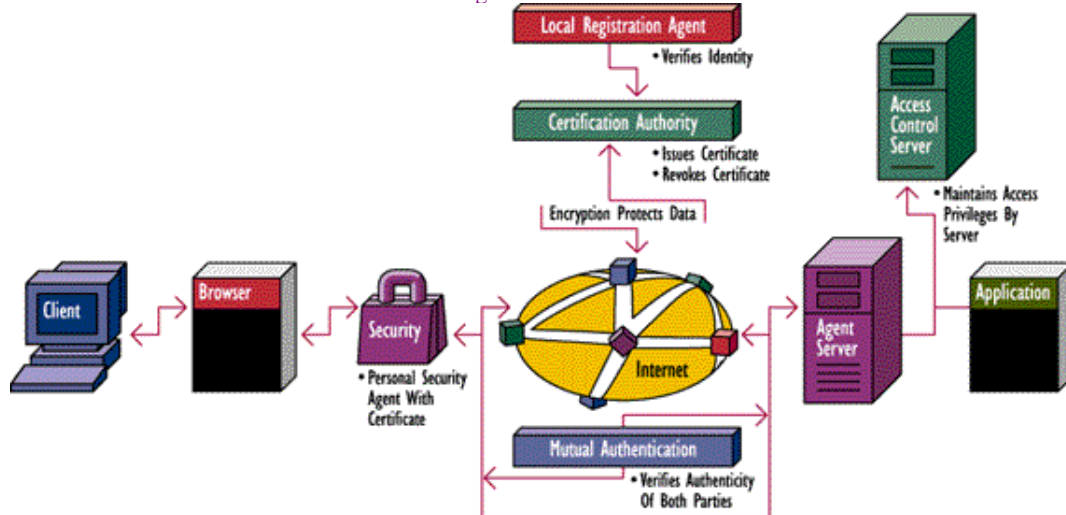 Local Registration Agent
• Verifies Identity
Certification Authority
• Issues Certificate
• Revokes Certificate
Encryption Protects Data
Access
Control
Server
• Maintains Access
Privileges By
Server
Client
Browser
Security
• Personal Security
Agent With
Certificate
Internet
Agent
Server
Application
Mutual Authentication
• Verifies Authenticity
Of Both Parties